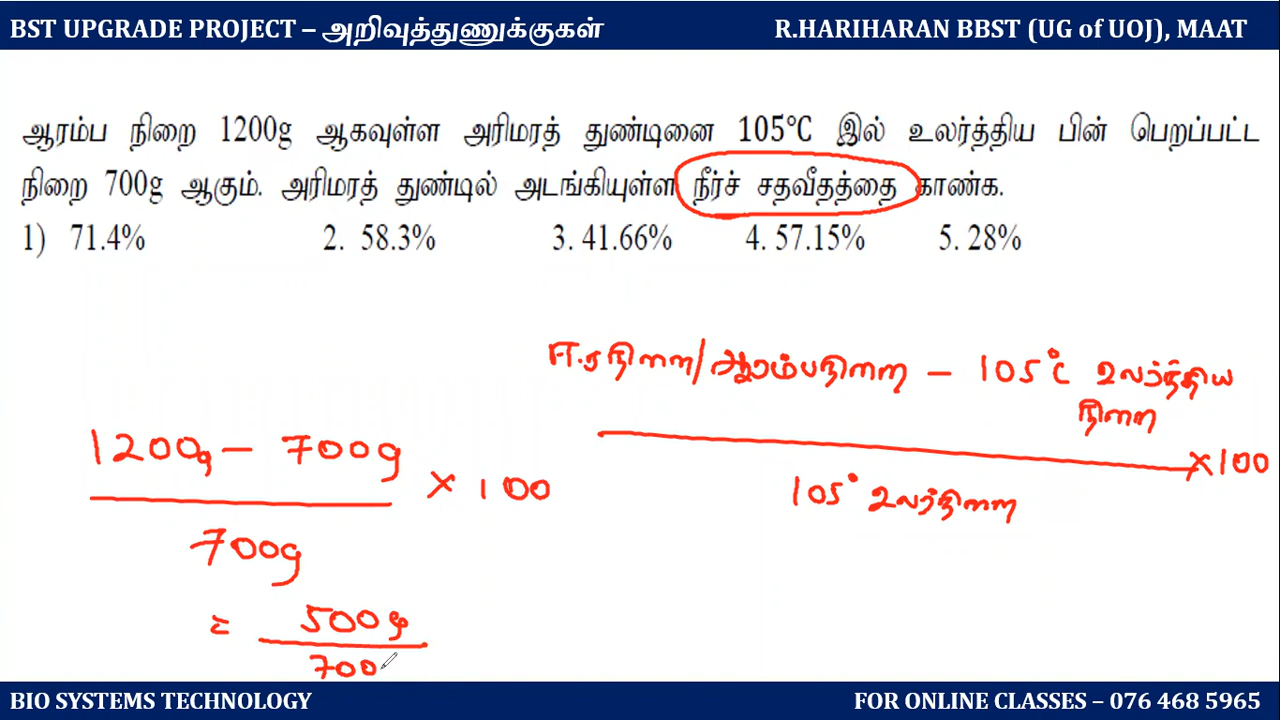 BST UPGRADE PROJECT – அறிவுத்துணுக்குகள் R.HARIHARAN BBST (UG of UOJ), MAAT
ஆரம்ப நிறை 1200g ஆகவுள்ள அரிமரத் துண்டினை 105°C இல் உலர்த்திய பின் பெறப்பட்ட
நிறை 700g ஆகும். அரிமரத் துண்டில் அடங்கியுள்ள நீர்ச் சதவீதத்தை காண்க.
1) 71.4% 2. 58.3% 3. 41.66% 4. 57.15% 5. 28%
ஈ.ரநிறை/ஆரம்பநிறை – 105°C உலர்த்திய
நிறை
× 100
105° உலர்நிறை
1200g – 700g
× 100
700g
= 500g
700
BIO SYSTEMS TECHNOLOGY FOR ONLINE CLASSES – 076 468 5965